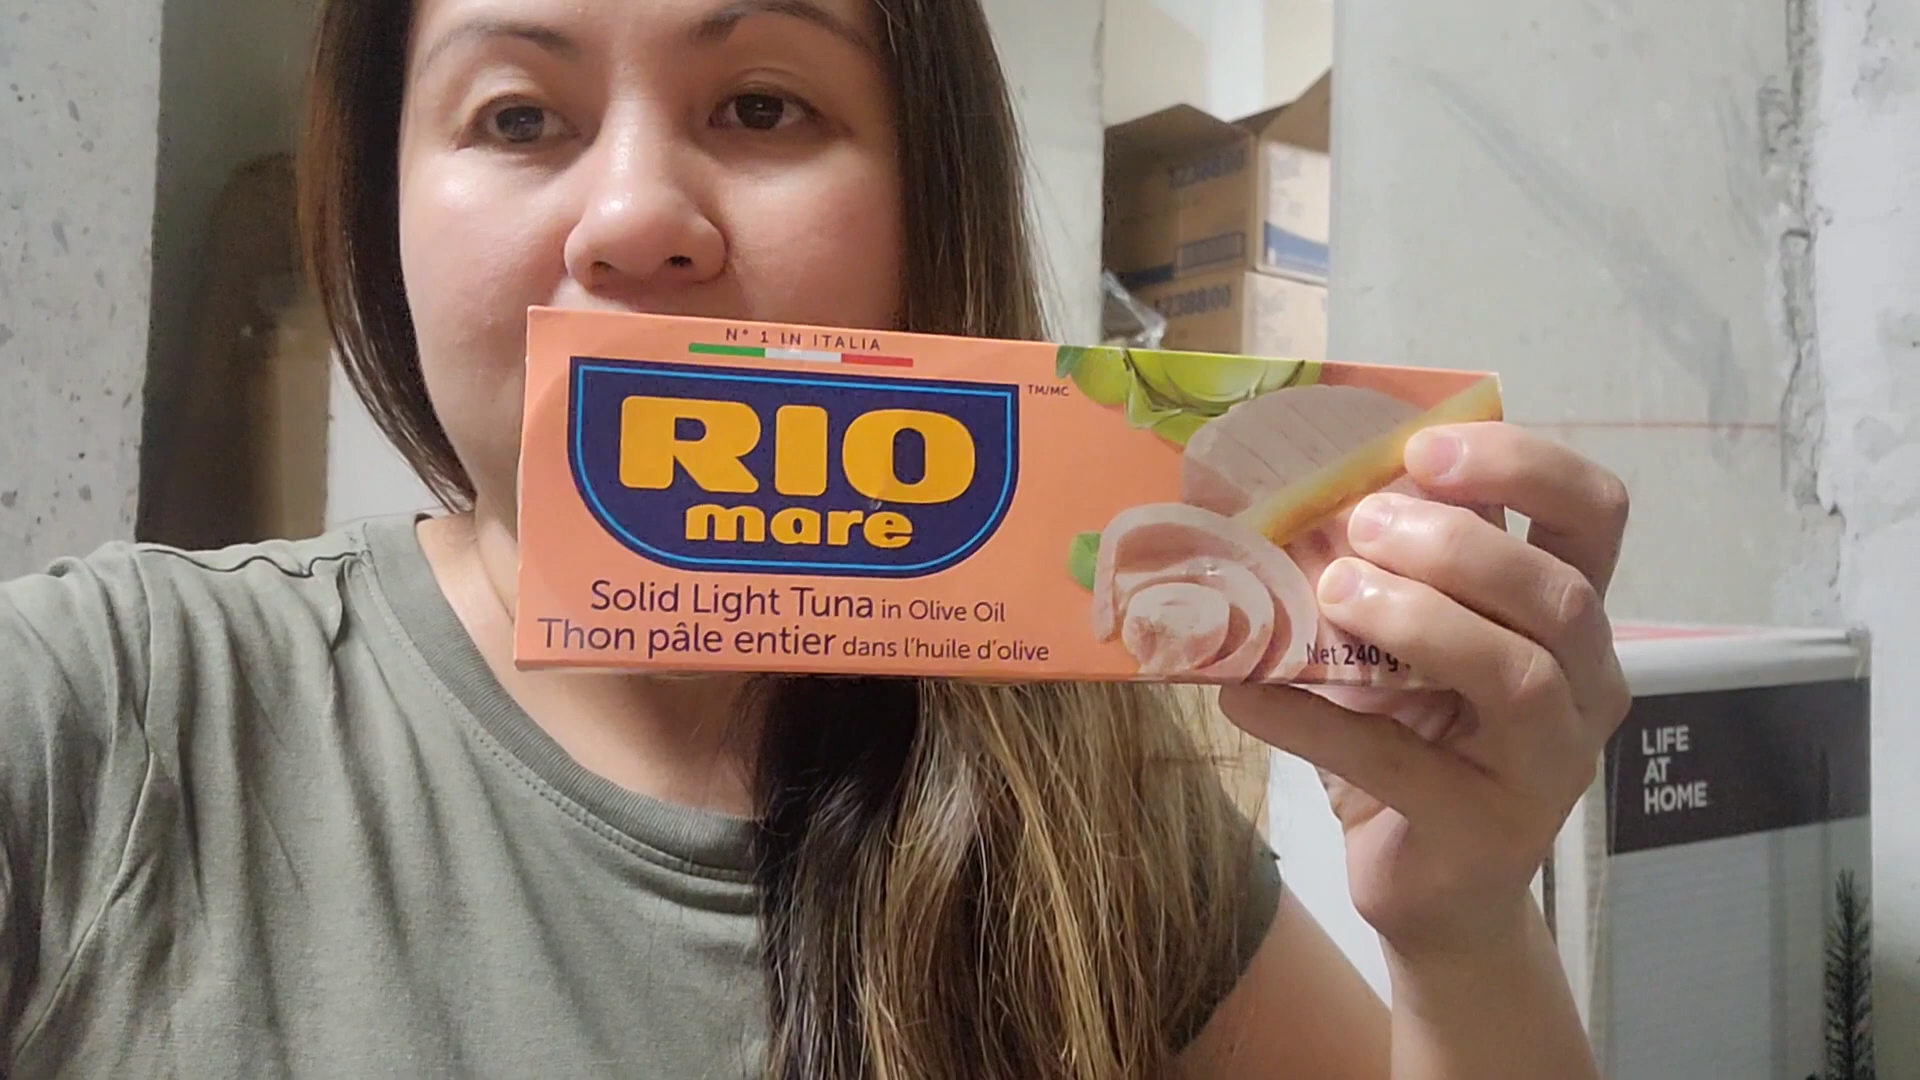 N° 1 IN ITALIA
RIO
mare
TM/MC
Solid Light Tuna in Olive Oil
Thon pâle entier dans l'huile d'olive
Net 240 g
1238800
LIFE
AT
HOME